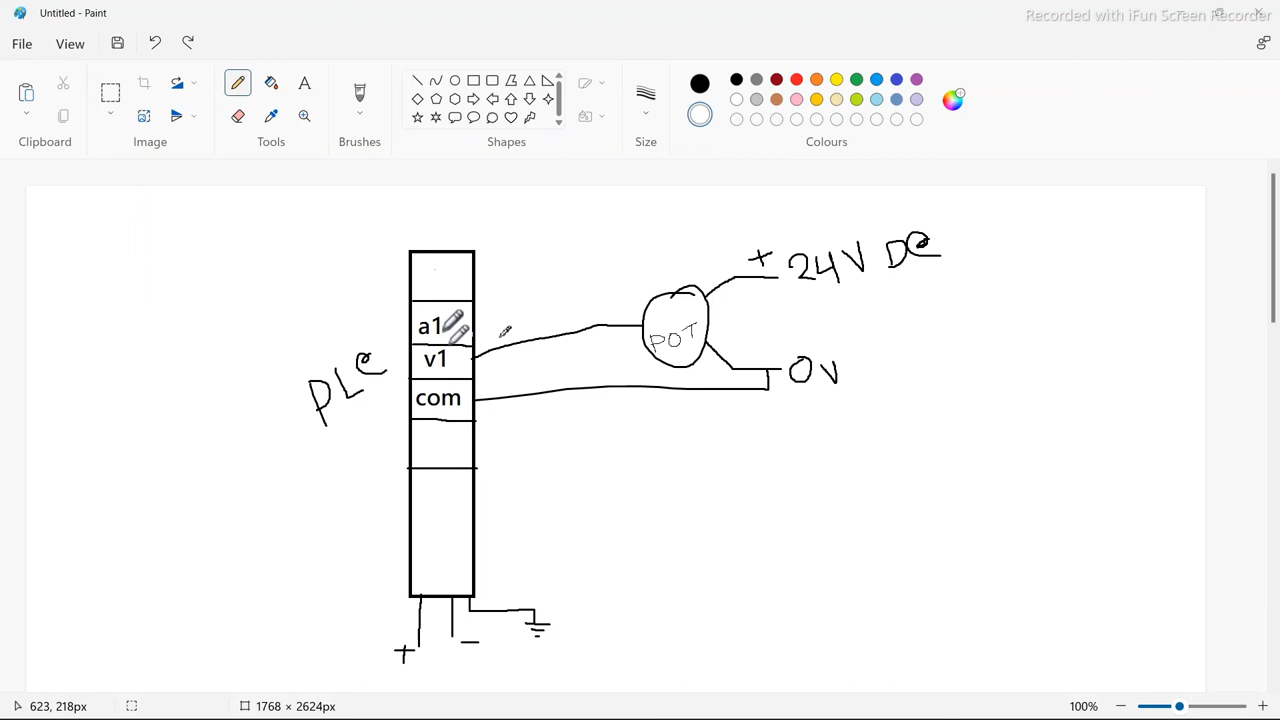 Untitled - Paint
Recorded with iFun Screen Recorder
File View
A
Clipboard Image Tools Brushes Shapes Size Colours
+ 24V DC
a1
POT
v1
PLC
0V
com
+ −
623, 218px
1768 × 2624px
100%